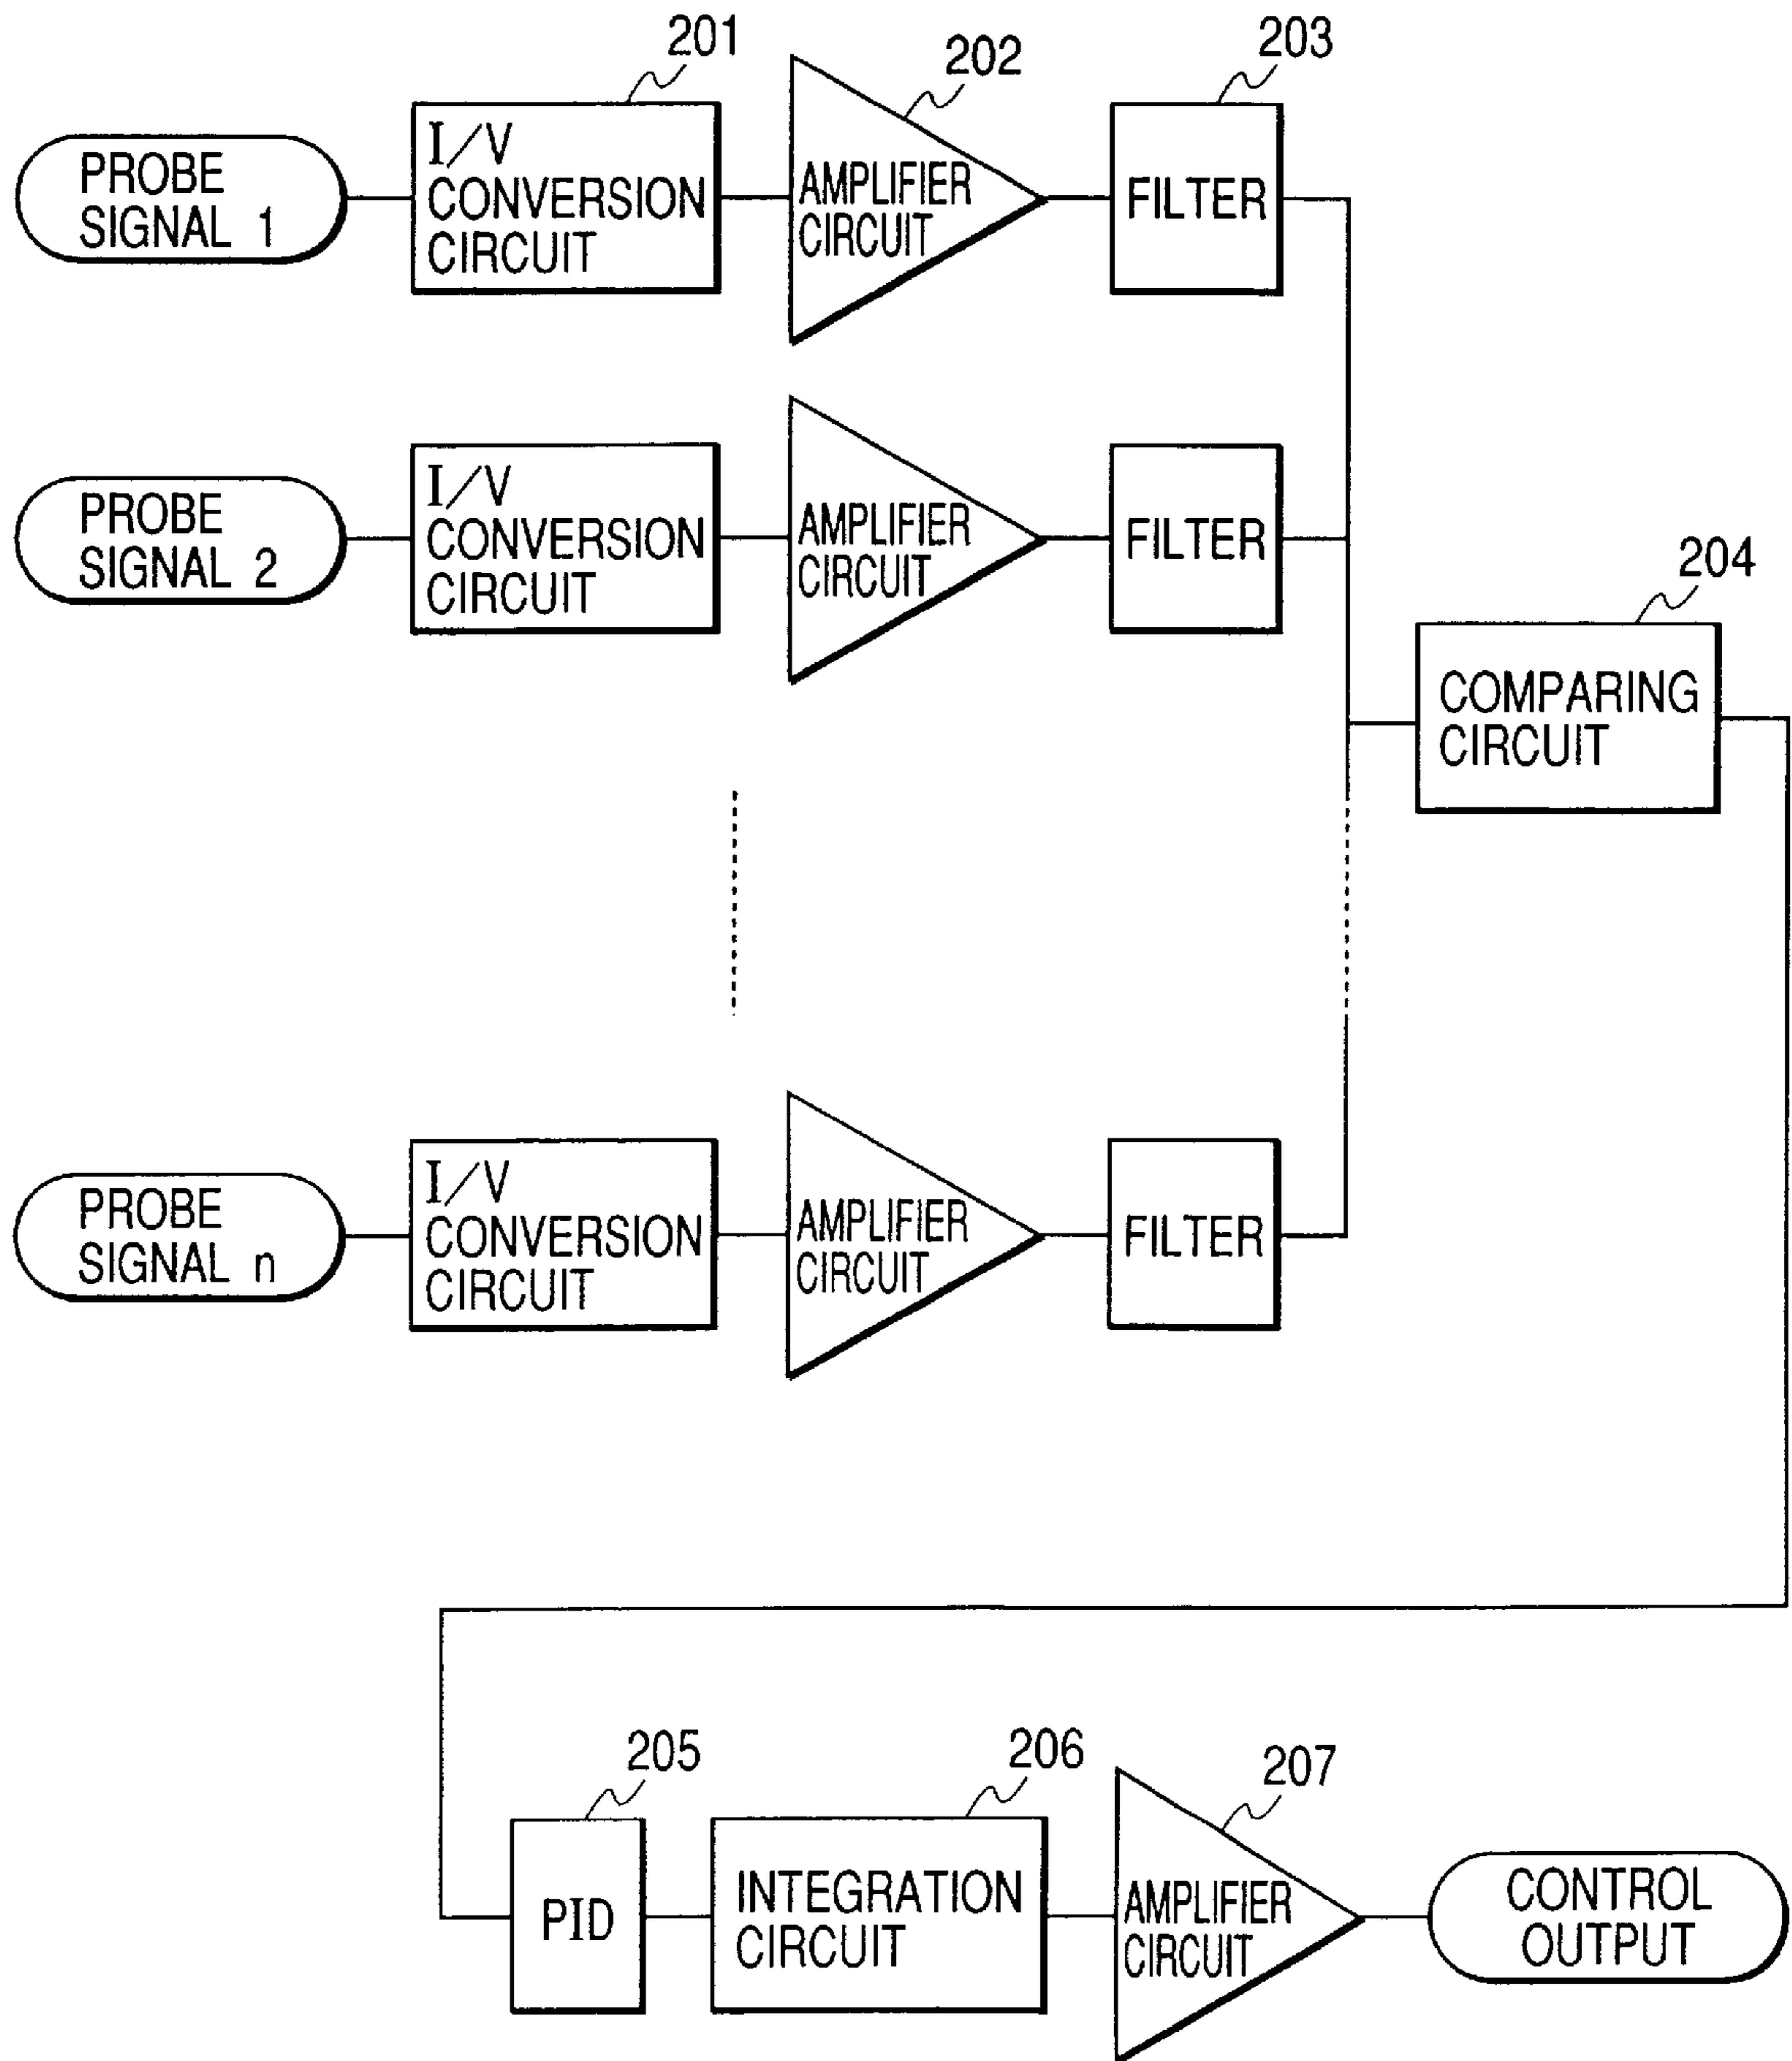 201
202
203
PROBE
SIGNAL 1
I/V
CONVERSION
CIRCUIT
AMPLIFIER
CIRCUIT
FILTER
PROBE
SIGNAL 2
I/V
CONVERSION
CIRCUIT
AMPLIFIER
CIRCUIT
FILTER
204
COMPARING
CIRCUIT
PROBE
SIGNAL n
I/V
CONVERSION
CIRCUIT
AMPLIFIER
CIRCUIT
FILTER
205
206
207
PID
INTEGRATION
CIRCUIT
AMPLIFIER
CIRCUIT
CONTROL
OUTPUT